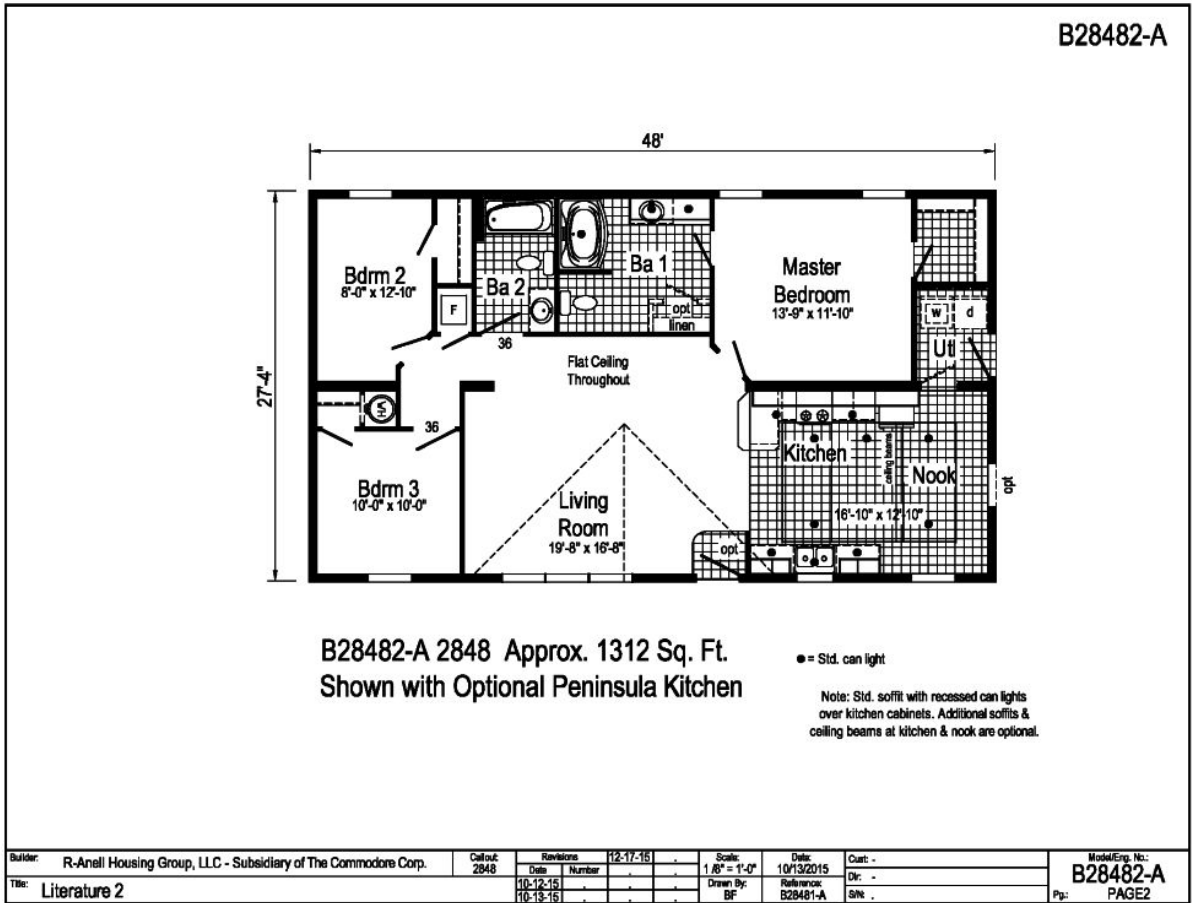 B28482-A
48'
27'-4"
Bdrm 2
8'-0" x 12'-10"
F
Ba 2
36
Ba 1
opt
linen
Master
Bedroom
13'-9" x 11'-10"
w
d
Utl
Flat Ceiling
Throughout
WH
36
Bdrm 3
10'-0" x 10'-0"
Living
Room
19'-8" x 16'-8"
opt
Kitchen
ceiling beams
Nook
16'-10" x 12'-10"
opt
B28482-A 2848 Approx. 1312 Sq. Ft.
Shown with Optional Peninsula Kitchen
= Std. can light
Note: Std. soffit with recessed can lights
over kitchen cabinets. Additional soffits &
ceiling beams at kitchen & nook are optional.
Builder: R-Anell Housing Group, LLC - Subsidiary of The Commodore Corp.
Title: Literature 2
Callout:
2848
Revisions 12-17-15 .
Date Number . .
10-12-15 . . .
10-13-15 . . .
Scale:
1/8" = 1'-0"
Drawn By:
BF
Date:
10/13/2015
Reference:
B28481-A
Cust: -
Dir: -
S/N: .
Model/Eng. No.:
B28482-A
Pg.: PAGE2